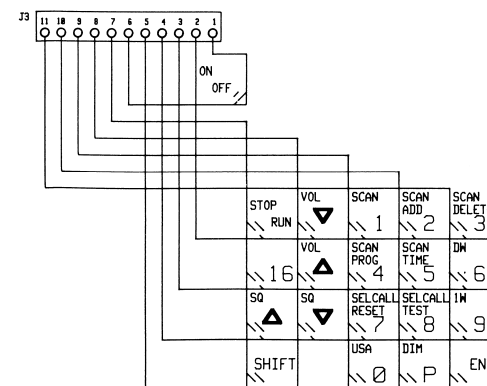 J3 11 10 9 8 7 6 5 4 3 2 1
ON
OFF
STOP
RUN
VOL
SCAN
1
SCAN
ADD
2
SCAN
DELET
3
16
VOL
SCAN
PROG
4
SCAN
TIME
5
DW
6
SQ
SQ
SELCALL
RESET
7
SELCALL
TEST
8
1W
9
SHIFT
USA
0
DIM
P
EN